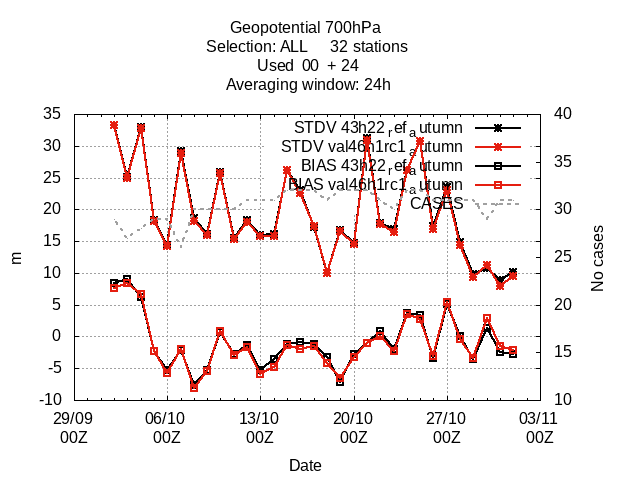 Geopotential 700hPa
Selection: ALL 32 stations
Used 00 + 24
Averaging window: 24h
STDV 43h22_ref_autumn
STDV val46h1rc1_autumn
BIAS 43h22_ref_autumn
BIAS val46h1rc1_autumn
CASES
35
30
25
20
15
10
5
0
-5
-10
m
40
35
30
25
20
15
10
No cases
29/09 06/10 13/10 20/10 27/10 03/11
00Z 00Z 00Z 00Z 00Z 00Z
Date